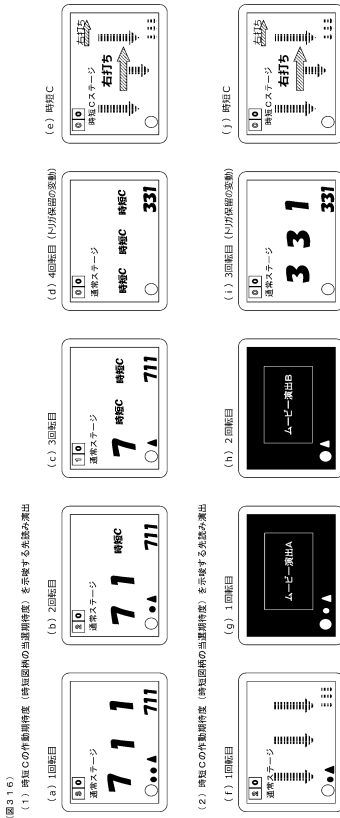 (図316)
(1) 時短Cの作動期待度(時短図柄の当選期待度)を示唆する先読み演出
(a) 1回転目
3 0
通常ステージ
7 1 1
711
(b) 2回転目
2 0
通常ステージ
7 1 時短C
711
(c) 3回転目
1 0
通常ステージ
7 時短C 時短C
711
(d) 4回転目(トリガ保留の変動)
0 0
通常ステージ
時短C 時短C 時短C
331
(e) 時短C
0 0
時短Cステージ
右打ち
右打ち
(2) 時短Cの作動期待度(時短図柄の当選期待度)を示唆する先読み演出
(f) 1回転目
2 0
通常ステージ
(g) 1回転目
ムービー演出A
(h) 2回転目
ムービー演出B
(i) 3回転目(トリガ保留の変動)
0 0
通常ステージ
3 3 1
331
(j) 時短C
0 0
時短Cステージ
右打ち
右打ち